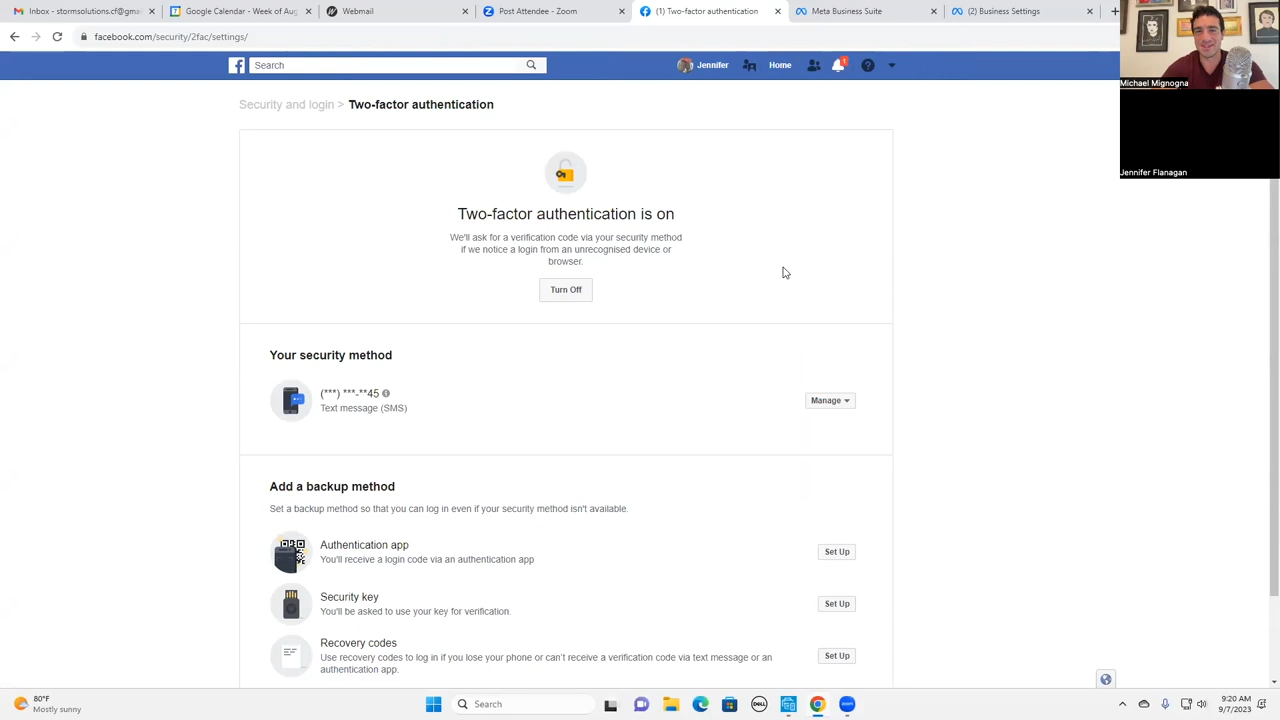 Inbox - stormsolutions.cf@gmail
Google Calendar - Week of Aug
Webmail
Post Attendee - Zoom
(1) Two-factor authentication
Meta Business Suite
(2) Business Settings
facebook.com/security/2fac/settings/
Search
Jennifer
Home
1
Michael Mignogna
Jennifer Flanagan
Security and login > Two-factor authentication
Two-factor authentication is on
We'll ask for a verification code via your security method
if we notice a login from an unrecognised device or
browser.
Turn Off
Your security method
(***) ***-**45
Text message (SMS)
Manage
Add a backup method
Set a backup method so that you can log in even if your security method isn't available.
Authentication app
You'll receive a login code via an authentication app
Set Up
Security key
You'll be asked to use your key for verification.
Set Up
Recovery codes
Use recovery codes to log in if you lose your phone or can't receive a verification code via text message or an
authentication app.
Set Up
80°F
Mostly sunny
Search
DELL
zoom
9:20 AM
9/7/2023